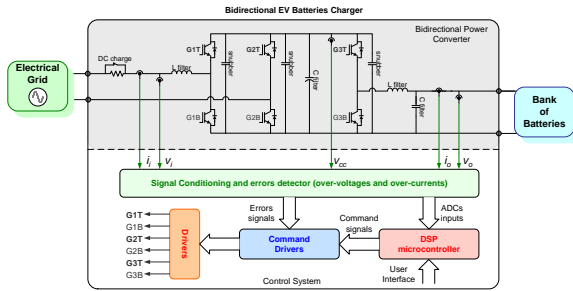 Bidirectional EV Batteries Charger
Bidirectional Power
Converter
DC charge
L filter
G1T
G2T
G3T
snubber
snubber
C filter
snubber
L filter
C filter
G1B
G2B
G3B
Electrical
Grid
Bank
of
Batteries
ii
vi
vcc
io
vo
Signal Conditioning and errors detector (over-voltages and over-currents)
Errors
signals
Command
signals
ADCs
inputs
G1T
G1B
G2T
G2B
G3T
G3B
Drivers
Command
Drivers
DSP
microcontroller
User
Interface
Control System